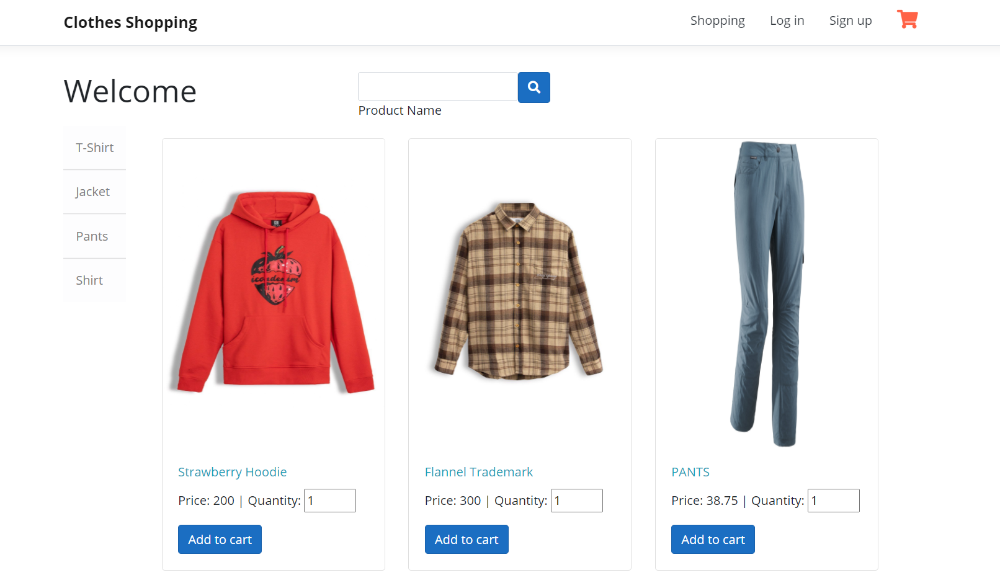 Clothes Shopping
Shopping
Log in
Sign up
Welcome
Product Name
T-Shirt
Jacket
Pants
Shirt
Strawberry Hoodie
Price: 200 | Quantity: 1
Add to cart
Flannel Trademark
Price: 300 | Quantity: 1
Add to cart
PANTS
Price: 38.75 | Quantity: 1
Add to cart